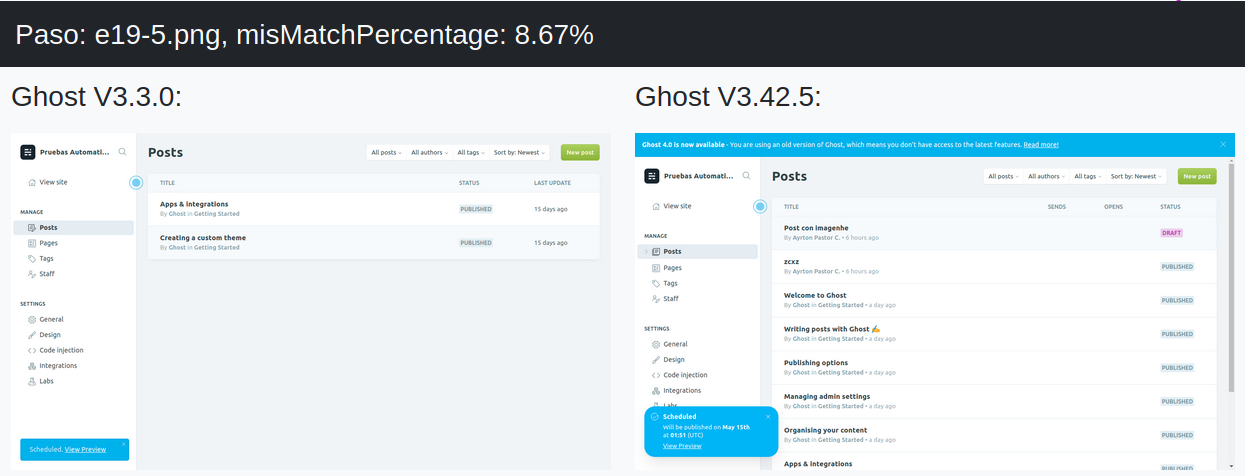 Paso: e19-5.png, misMatchPercentage: 8.67%
Ghost V3.3.0:
Pruebas Automati...
View site
MANAGE
Posts
Pages
Tags
Staff
SETTINGS
General
Design
Code injection
Integrations
Labs
Scheduled. View Preview
Posts
All posts All authors All tags Sort by: Newest New post
TITLE STATUS LAST UPDATE
Apps & integrations
By Ghost in Getting Started
PUBLISHED 15 days ago
Creating a custom theme
By Ghost in Getting Started
PUBLISHED 15 days ago
Ghost V3.42.5:
Ghost 4.0 is now available - You are using an old version of Ghost, which means you don't have access to the latest features. Read more!
Pruebas Automati...
View site
MANAGE
Posts
Pages
Tags
Staff
SETTINGS
General
Design
Code injection
Integrations
Labs
Scheduled
Will be published on May 15th
at 01:51 (UTC)
View Preview
Posts
All posts All authors All tags Sort by: Newest New post
TITLE SENDS OPENS STATUS
Post con imagenhe
By Ayrton Pastor C. • 6 hours ago
DRAFT
zcxz
By Ayrton Pastor C. • 6 hours ago
PUBLISHED
Welcome to Ghost
By Ghost in Getting Started • a day ago
PUBLISHED
Writing posts with Ghost ✍️
By Ghost in Getting Started • a day ago
PUBLISHED
Publishing options
By Ghost in Getting Started • a day ago
PUBLISHED
Managing admin settings
By Ghost in Getting Started • a day ago
PUBLISHED
Organising your content
By Ghost in Getting Started • a day ago
PUBLISHED
Apps & integrations
PUBLISHED